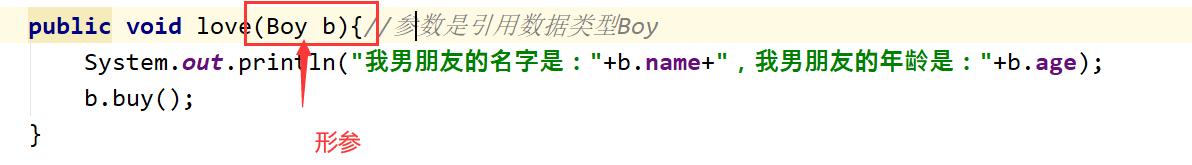 public void love(Boy b){//参数是引用数据类型Boy
System.out.println("我男朋友的名字是："+b.name+"，我男朋友的年龄是："+b.age);
b.buy();
}
形参